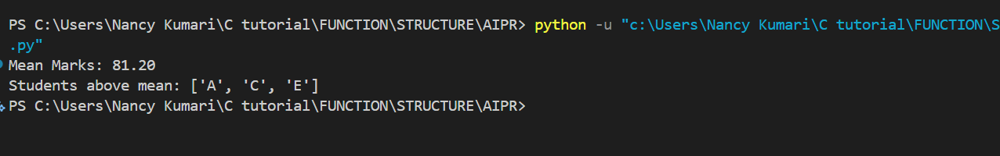 PS C:\Users\Nancy Kumari\C tutorial\FUNCTION\STRUCTURE\AIPR> python -u "c:\Users\Nancy Kumari\C tutorial\FUNCTION\S
.py"
Mean Marks: 81.20
Students above mean: ['A', 'C', 'E']
PS C:\Users\Nancy Kumari\C tutorial\FUNCTION\STRUCTURE\AIPR>